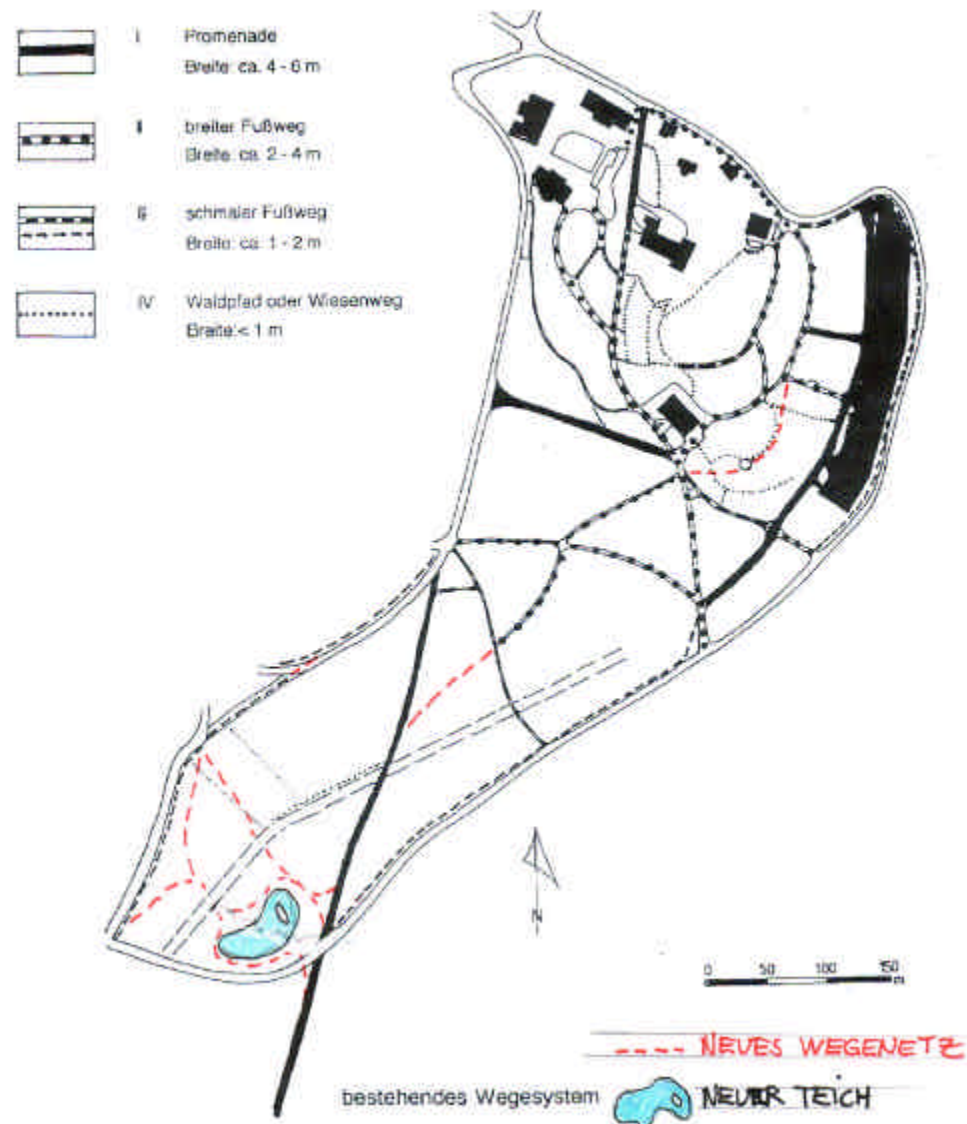 I Promenade
Breite: ca. 4 - 6 m
II breiter Fußweg
Breite: ca. 2 - 4 m
III schmaler Fußweg
Breite: ca. 1 - 2 m
IV Waldpfad oder Wiesenweg
Breite: < 1 m
N
0 50 100 150
m
NEUES WEGENETZ
bestehendes Wegesystem NEUER TEICH